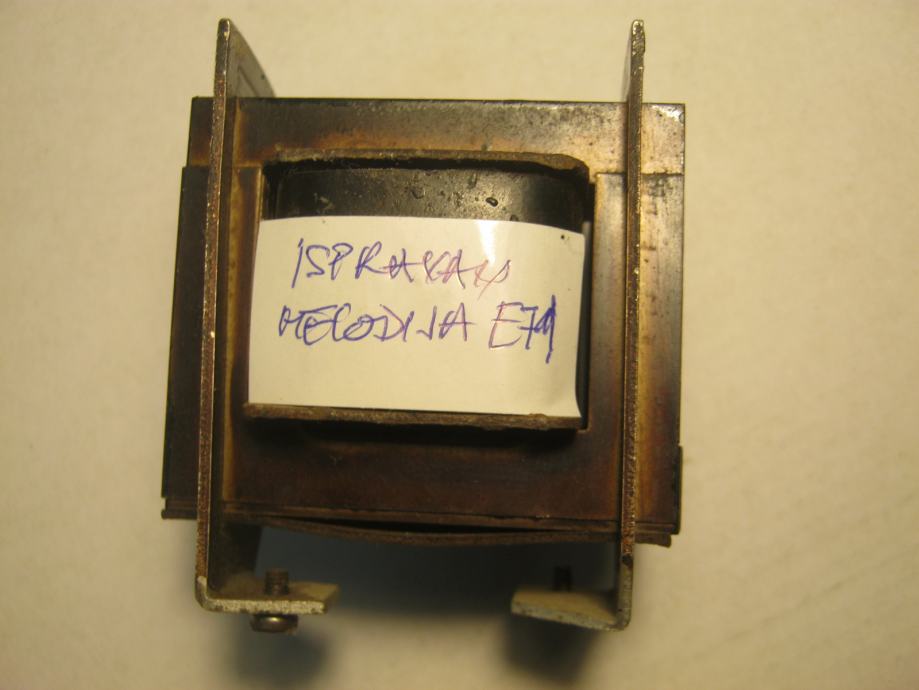 ISPRAVAN
MELODIJA E79